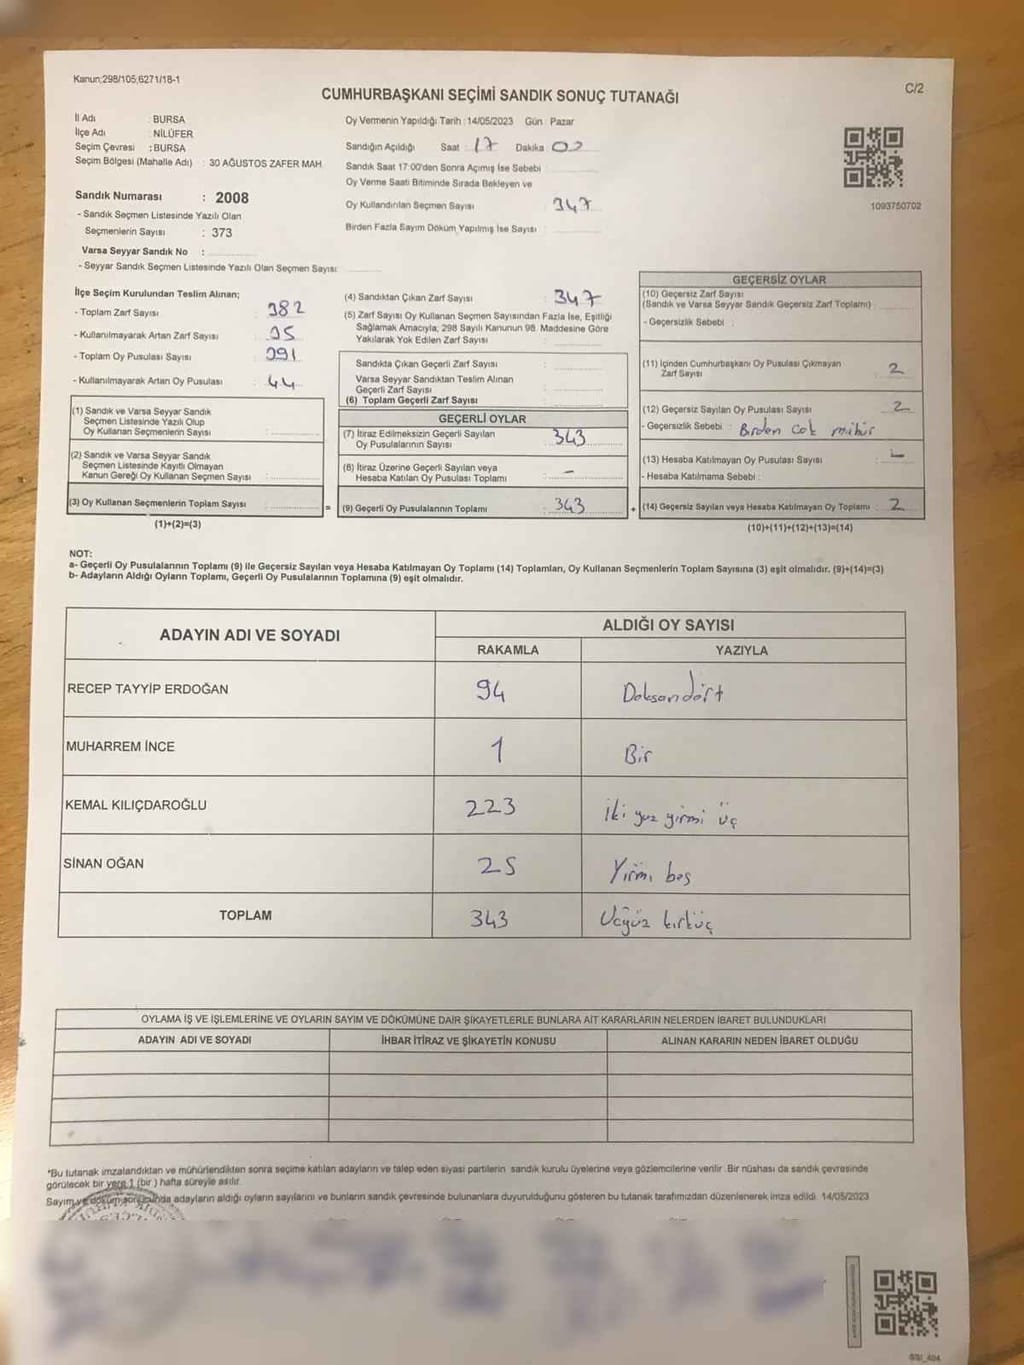 Kanun;298/105,6271/18-1
C/2
CUMHURBAŞKANI SEÇİMİ SANDIK SONUÇ TUTANAĞI
İl Adı : BURSA
İlçe Adı : NİLÜFER
Seçim Çevresi : BURSA
Seçim Bölgesi (Mahalle Adı) : 30 AĞUSTOS ZAFER MAH.
Sandık Numarası : 2008
- Sandık Seçmen Listesinde Yazılı Olan
Seçmenlerin Sayısı : 373
Varsa Seyyar Sandık No :
- Seyyar Sandık Seçmen Listesinde Yazılı Olan Seçmen Sayısı:
Oy Vermenin Yapıldığı Tarih : 14/05/2023 Gün : Pazar
Sandığın Açıldığı Saat : 17 Dakika : 02
Sandık Saat 17:00'den Sonra Açımış İse Sebebi
Oy Verme Saati Bitiminde Sırada Bekleyen ve
Oy Kullandırılan Seçmen Sayısı 347
Birden Fazla Sayım Döküm Yapılmış İse Sayısı
1093750702
İlçe Seçim Kurulundan Teslim Alınan;
- Toplam Zarf Sayısı : 382
- Kullanılmayarak Artan Zarf Sayısı : 35
- Toplam Oy Pusulası Sayısı : 391
- Kullanılmayarak Artan Oy Pusulası : 44
(1) Sandık ve Varsa Seyyar Sandık
Seçmen Listesinde Yazılı Olup
Oy Kullanan Seçmenlerin Sayısı :
(2) Sandık ve Varsa Seyyar Sandık
Seçmen Listesinde Kayıtlı Olmayan
Kanun Gereği Oy Kullanan Seçmen Sayısı :
(3) Oy Kullanan Seçmenlerin Toplam Sayısı :
(1)+(2)=(3)
(4) Sandıktan Çıkan Zarf Sayısı : 347
(5) Zarf Sayısı Oy Kullanan Seçmen Sayısından Fazla İse, Eşitliği
Sağlamak Amacıyla, 298 Sayılı Kanunun 98. Maddesine Göre
Yakılarak Yok Edilen Zarf Sayısı :
Sandıkta Çıkan Geçerli Zarf Sayısı :
Varsa Seyyar Sandıktan Teslim Alınan
Geçerli Zarf Sayısı :
(6) Toplam Geçerli Zarf Sayısı :
GEÇERLİ OYLAR
(7) İtiraz Edilmeksizin Geçerli Sayılan
Oy Pusulalarının Sayısı : 343
(8) İtiraz Üzerine Geçerli Sayılan veya
Hesaba Katılan Oy Pusulası Toplamı : –
= (9) Geçerli Oy Pusulalarının Toplamı : 343
GEÇERSİZ OYLAR
(10) Geçersiz Zarf Sayısı
(Sandık ve Varsa Seyyar Sandık Geçersiz Zarf Toplamı) :
- Geçersizlik Sebebi :
(11) İçinden Cumhurbaşkanı Oy Pusulası Çıkmayan
Zarf Sayısı : 2
(12) Geçersiz Sayılan Oy Pusulası Sayısı : 2
- Geçersizlik Sebebi : Birden çok mühür
(13) Hesaba Katılmayan Oy Pusulası Sayısı :
- Hesaba Katılmama Sebebi :
+ (14) Geçersiz Sayılan veya Hesaba Katılmayan Oy Toplamı : 2
(10)+(11)+(12)+(13)=(14)
NOT:
a- Geçerli Oy Pusulalarının Toplamı (9) ile Geçersiz Sayılan veya Hesaba Katılmayan Oy Toplamı (14) Toplamları, Oy Kullanan Seçmenlerin Toplam Sayısına (3) eşit olmalıdır. (9)+(14)=(3)
b- Adayların Aldığı Oyların Toplamı, Geçerli Oy Pusulalarının Toplamına (9) eşit olmalıdır.
ADAYIN ADI VE SOYADI
ALDIĞI OY SAYISI
RAKAMLA YAZIYLA
RECEP TAYYİP ERDOĞAN 94 Doksandört
MUHARREM İNCE 1 Bir
KEMAL KILIÇDAROĞLU 223 İki yuz yirmi üç
SİNAN OĞAN 25 Yirmi beş
TOPLAM 343 Üçyüz kırküç
OYLAMA İŞ VE İŞLEMLERİNE VE OYLARIN SAYIM VE DÖKÜMÜNE DAİR ŞİKAYETLERLE BUNLARA AİT KARARLARIN NELERDEN İBARET BULUNDUKLARI
ADAYIN ADI VE SOYADI İHBAR İTİRAZ VE ŞİKAYETİN KONUSU ALINAN KARARIN NEDEN İBARET OLDUĞU
*Bu tutanak imzalandıktan ve mühürlendikten sonra seçime katılan adayların ve talep eden siyasi partilerin sandık kurulu üyelerine veya gözlemcilerine verilir. Bir nüshası da sandık çevresinde
görülecek bir yere 1 (bir) hafta süreyle asılır.
Sayım ve döküm sonucunda adayların aldığı oyların sayılarını ve bunların sandık çevresinde bulunanlara duyurulduğunu gösteren bu tutanak tarafımızdan düzenlenerek imza edildi. 14/05/2023